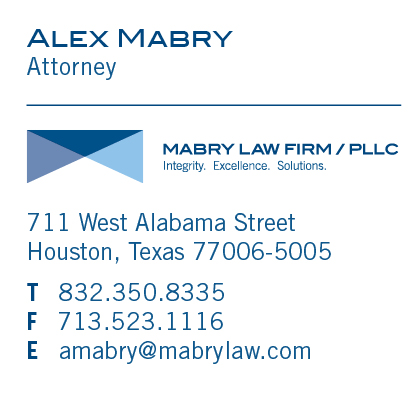 Alex Mabry
Attorney
MABRY LAW FIRM / PLLC
Integrity. Excellence. Solutions.
711 West Alabama Street
Houston, Texas 77006-5005
T 832.350.8335
F 713.523.1116
E amabry@mabrylaw.com